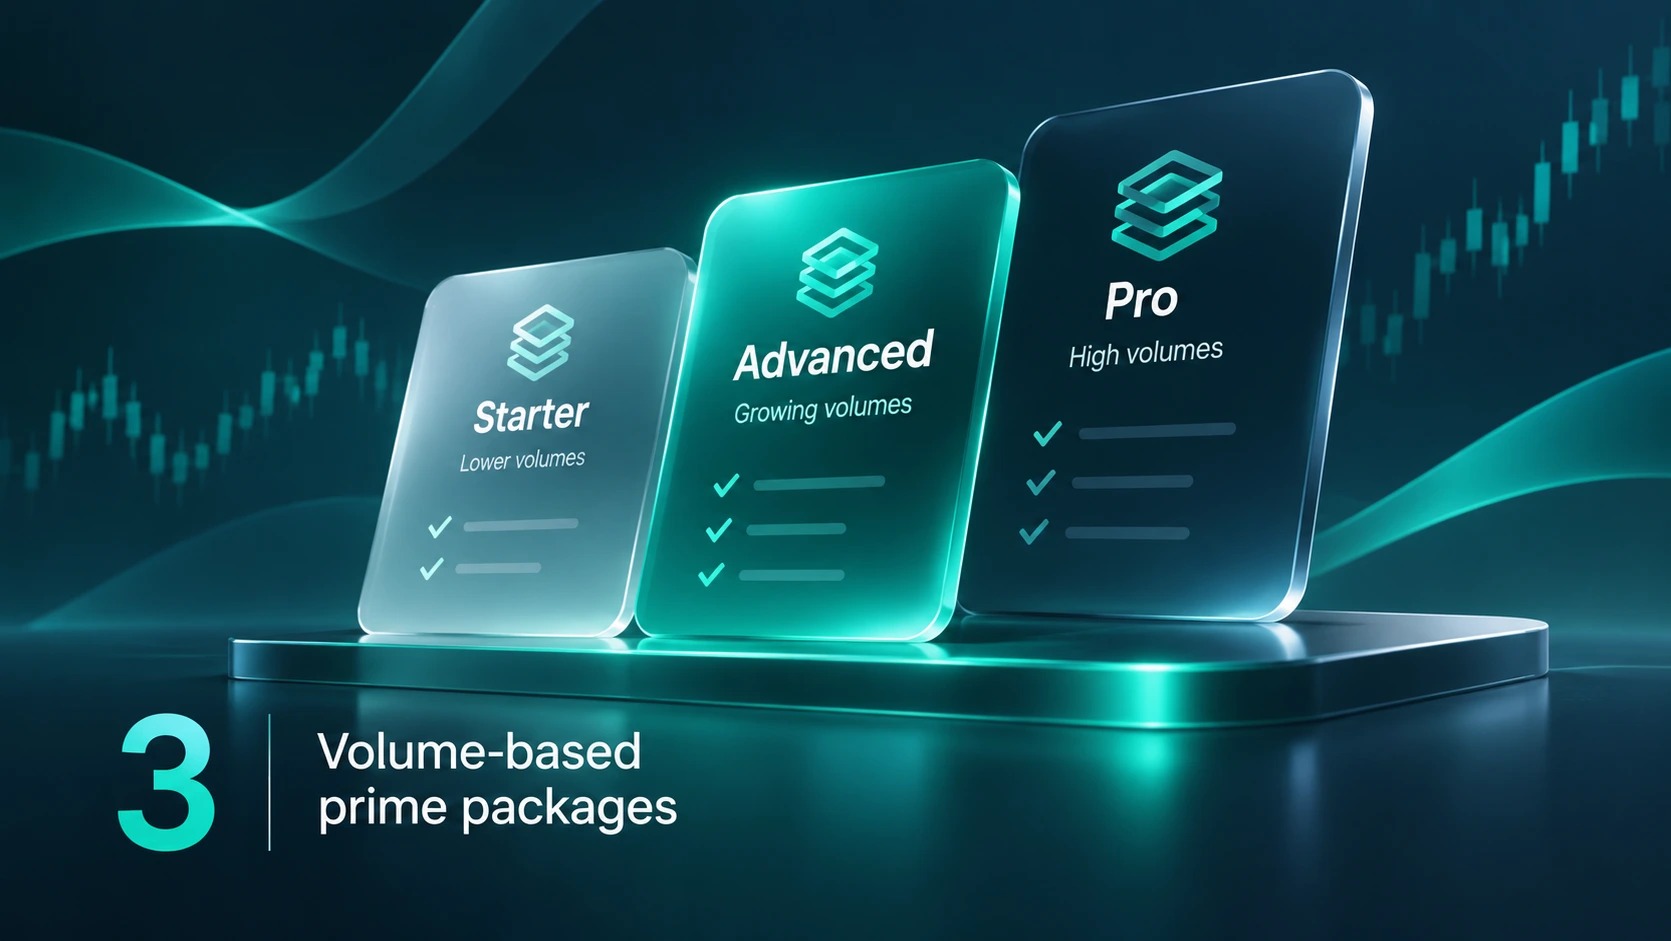 Starter
Lower volumes
Advanced
Growing volumes
Pro
High volumes
3
Volume-based
prime packages